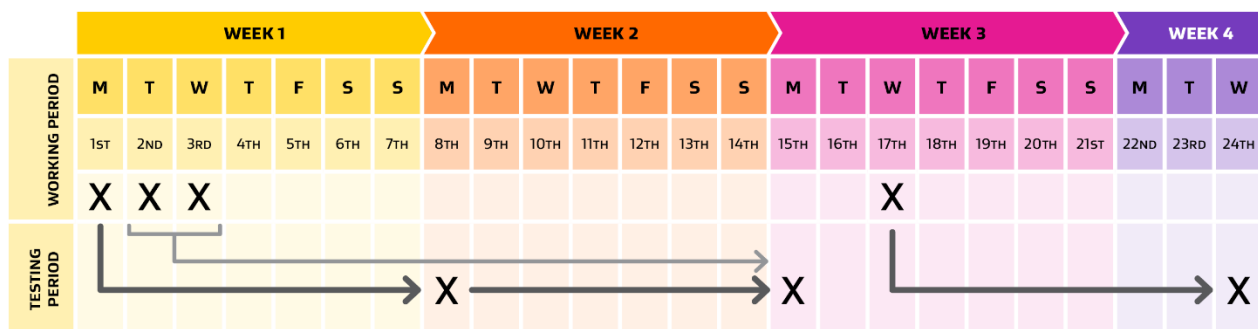 WEEK 1 WEEK 2 WEEK 3 WEEK 4
WORKING PERIOD
M T W T F S S M T W T F S S M T W T F S S M T W
1ST 2ND 3RD 4TH 5TH 6TH 7TH 8TH 9TH 10TH 11TH 12TH 13TH 14TH 15TH 16TH 17TH 18TH 19TH 20TH 21ST 22ND 23RD 24TH
X X X X
TESTING
PERIOD
X X X